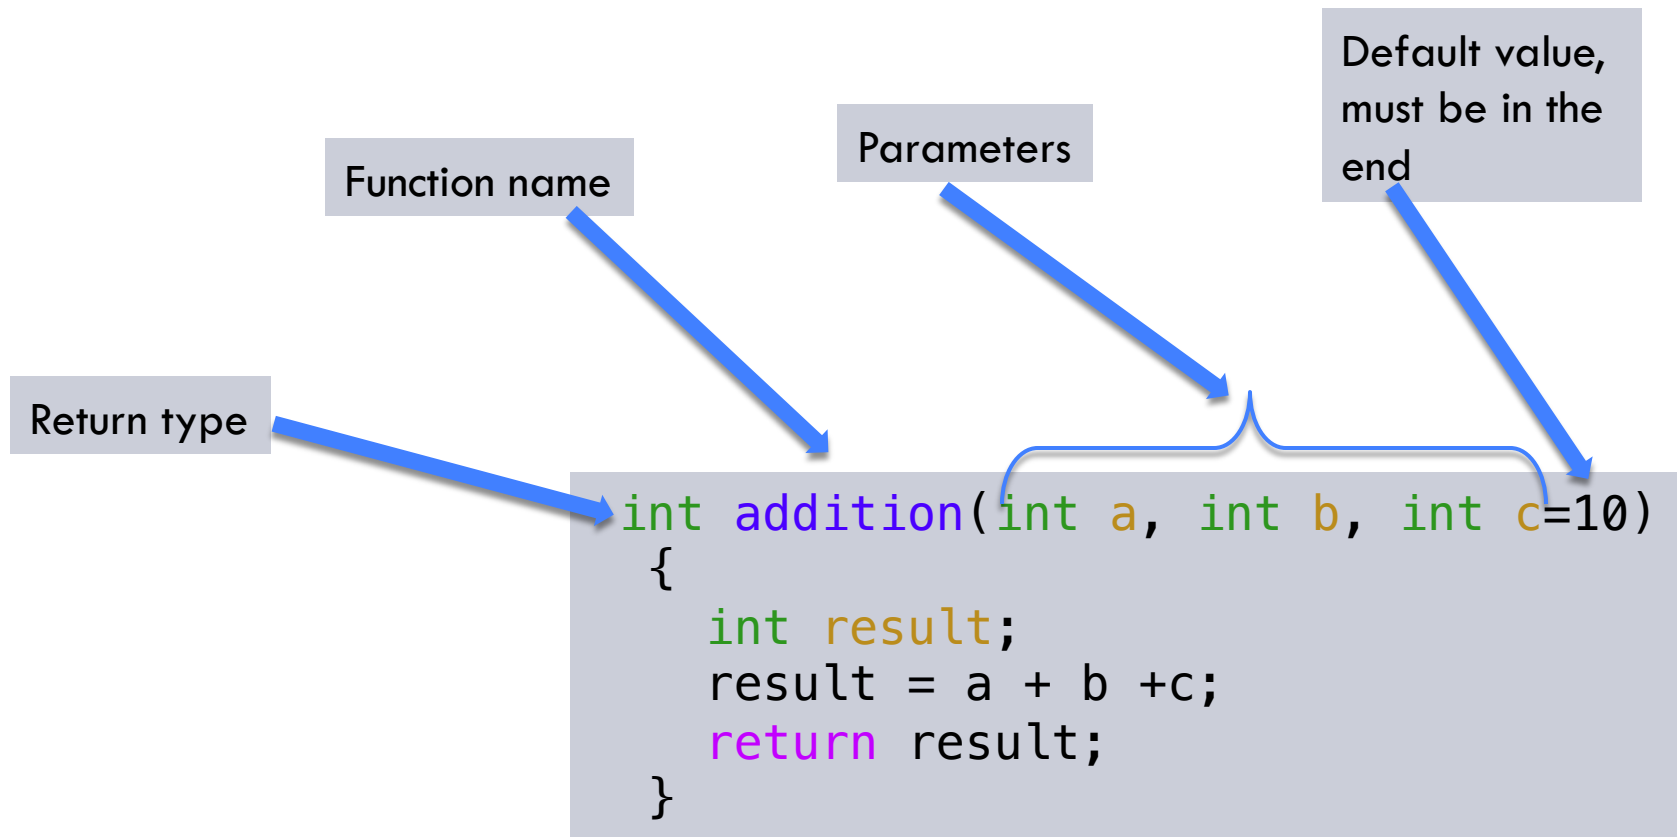 Default value,
must be in the
end
Parameters
Function name
Return type
int addition(int a, int b, int c=10)
{
int result;
result = a + b +c;
return result;
}